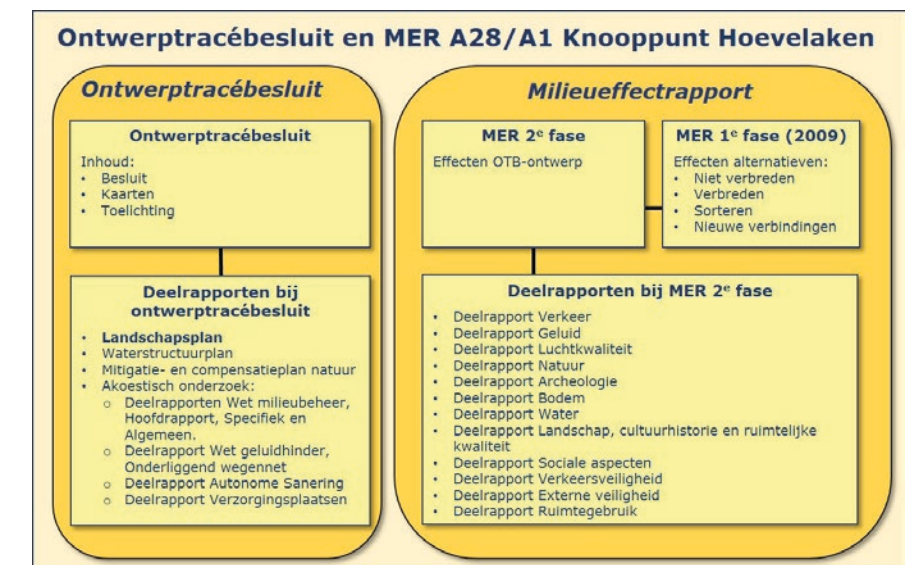 Ontwerptracébesluit en MER A28/A1 Knooppunt Hoevelaken
Ontwerptracébesluit
Ontwerptracébesluit
Inhoud:
• Besluit
• Kaarten
• Toelichting
Deelrapporten bij
ontwerptracébesluit
• Landschapsplan
• Waterstructuurplan
• Mitigatie- en compensatieplan natuur
• Akoestisch onderzoek:
o Deelrapporten Wet milieubeheer,
Hoofdrapport, Specifiek en
Algemeen.
o Deelrapport Wet geluidhinder,
Onderliggend wegennet
o Deelrapport Autonome Sanering
o Deelrapport Verzorgingsplaatsen
Milieueffectrapport
MER 2e fase
Effecten OTB-ontwerp
MER 1e fase (2009)
Effecten alternatieven:
• Niet verbreden
• Verbreden
• Sorteren
• Nieuwe verbindingen
Deelrapporten bij MER 2e fase
• Deelrapport Verkeer
• Deelrapport Geluid
• Deelrapport Luchtkwaliteit
• Deelrapport Natuur
• Deelrapport Archeologie
• Deelrapport Bodem
• Deelrapport Water
• Deelrapport Landschap, cultuurhistorie en ruimtelijke
kwaliteit
• Deelrapport Sociale aspecten
• Deelrapport Verkeersveiligheid
• Deelrapport Externe veiligheid
• Deelrapport Ruimtegebruik